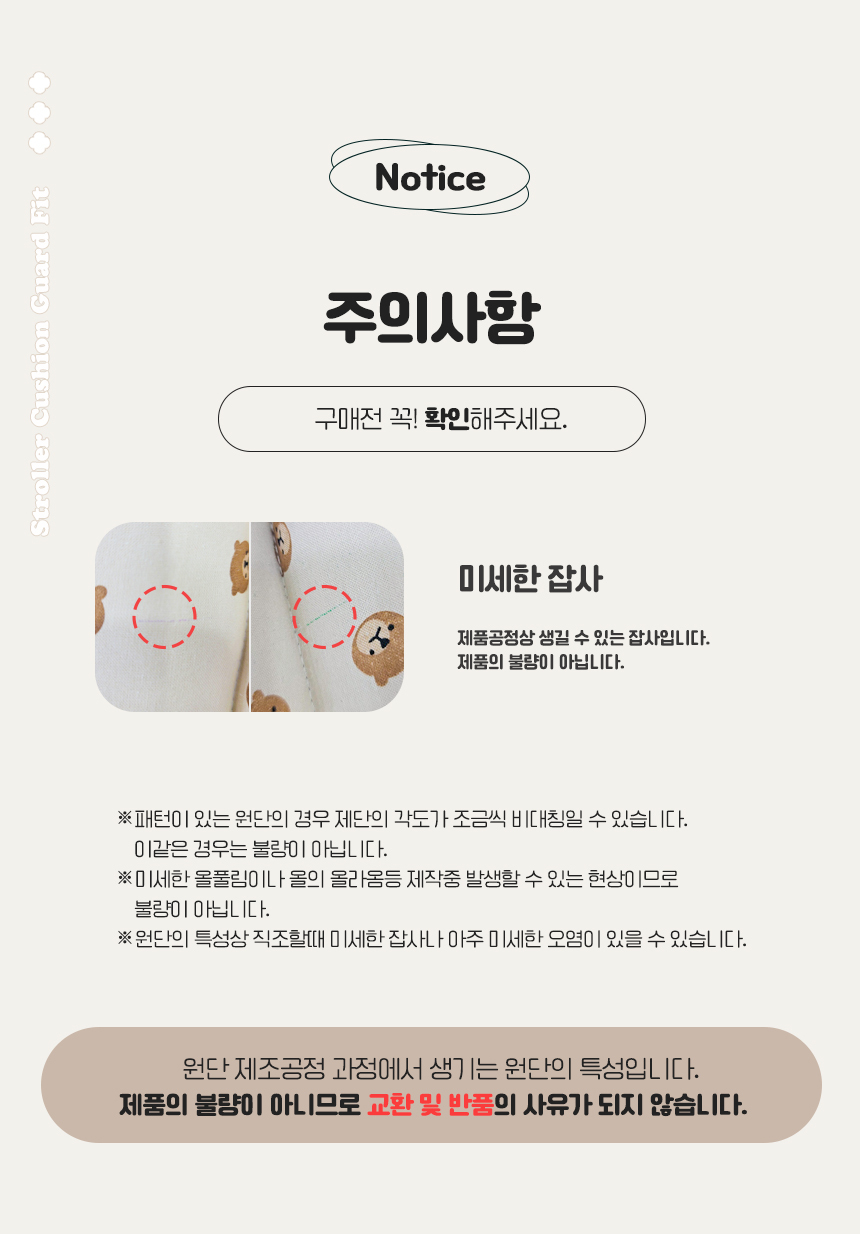 Stroller Cushion Guard Fit
Notice
주의사항
구매전 꼭! 확인해주세요.
미세한 잡사
제품공정상 생길 수 있는 잡사입니다.
제품의 불량이 아닙니다.
※패턴이 있는 원단의 경우 제단의 각도가 조금씩 비대칭일 수 있습니다.
이같은 경우는 불량이 아닙니다.
※미세한 올풀림이나 올의 올라옴등 제작중 발생할 수 있는 현상이므로
불량이 아닙니다.
※원단의 특성상 직조할때 미세한 잡사나 아주 미세한 오염이 있을 수 있습니다.
원단 제조공정 과정에서 생기는 원단의 특성입니다.
제품의 불량이 아니므로 교환 및 반품의 사유가 되지 않습니다.